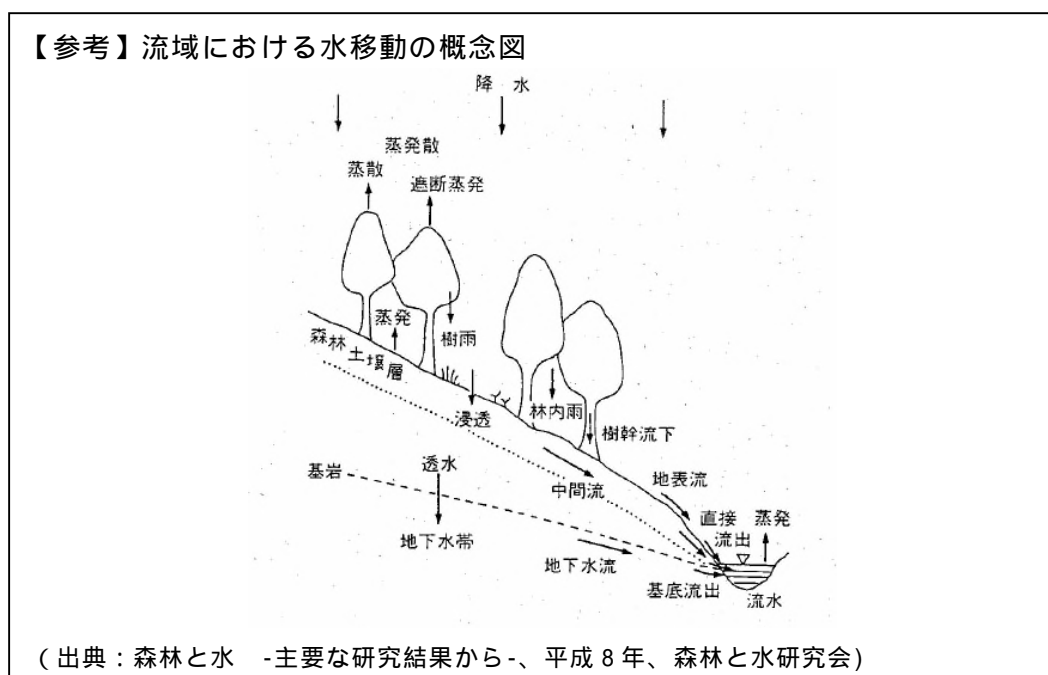 【参考】流域における水移動の概念図
降 水
蒸発散
蒸散
遮断蒸発
蒸発
樹雨
森林土壌層
浸透
林内雨
樹幹流下
基岩
透水
中間流
地表流
直接 蒸発
流出
地下水帯
地下水流
基底流出
流水
（出典：森林と水 -主要な研究結果から-、平成８年、森林と水研究会)